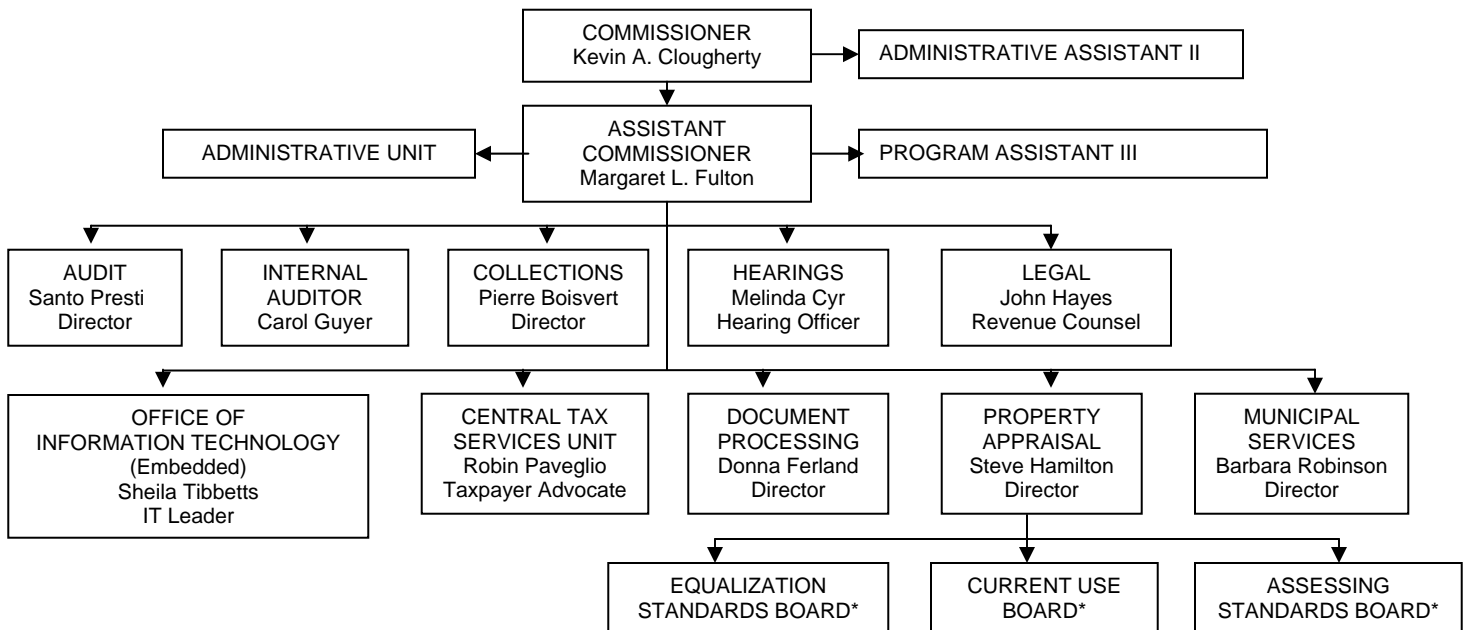 COMMISSIONER
Kevin A. Clougherty
ADMINISTRATIVE ASSISTANT II
ADMINISTRATIVE UNIT
ASSISTANT
COMMISSIONER
Margaret L. Fulton
PROGRAM ASSISTANT III
AUDIT
Santo Presti
Director
INTERNAL
AUDITOR
Carol Guyer
COLLECTIONS
Pierre Boisvert
Director
HEARINGS
Melinda Cyr
Hearing Officer
LEGAL
John Hayes
Revenue Counsel
OFFICE OF
INFORMATION TECHNOLOGY
(Embedded)
Sheila Tibbetts
IT Leader
CENTRAL TAX
SERVICES UNIT
Robin Paveglio
Taxpayer Advocate
DOCUMENT
PROCESSING
Donna Ferland
Director
PROPERTY
APPRAISAL
Steve Hamilton
Director
MUNICIPAL
SERVICES
Barbara Robinson
Director
EQUALIZATION
STANDARDS BOARD*
CURRENT USE
BOARD*
ASSESSING
STANDARDS BOARD*